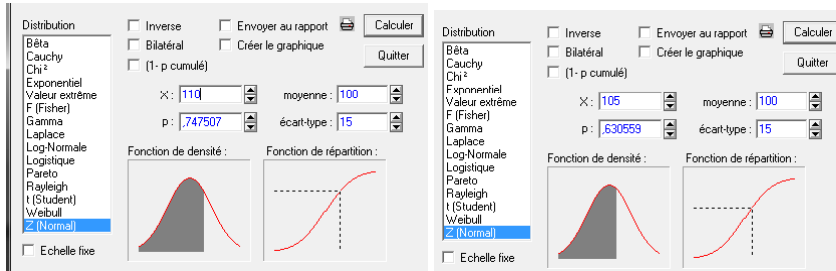 Distribution
Inverse
Envoyer au rapport
Calculer
Bilatéral
Créer le graphique
Quitter
(1- p cumulé)
Bêta
Cauchy
Chi²
Exponentiel
Valeur extrême
F (Fisher)
Gamma
Laplace
Log-Normale
Logistique
Pareto
Rayleigh
t (Student)
Weibull
Z (Normal)
X : 110
moyenne : 100
p : ,747507
écart-type : 15
Fonction de densité :
Fonction de répartition :
Echelle fixe
Distribution
Inverse
Envoyer au rapport
Calculer
Bilatéral
Créer le graphique
Quitter
(1- p cumulé)
Bêta
Cauchy
Chi²
Exponentiel
Valeur extrême
F (Fisher)
Gamma
Laplace
Log-Normale
Logistique
Pareto
Rayleigh
t (Student)
Weibull
Z (Normal)
X : 105
moyenne : 100
p : ,630559
écart-type : 15
Fonction de densité :
Fonction de répartition :
Echelle fixe